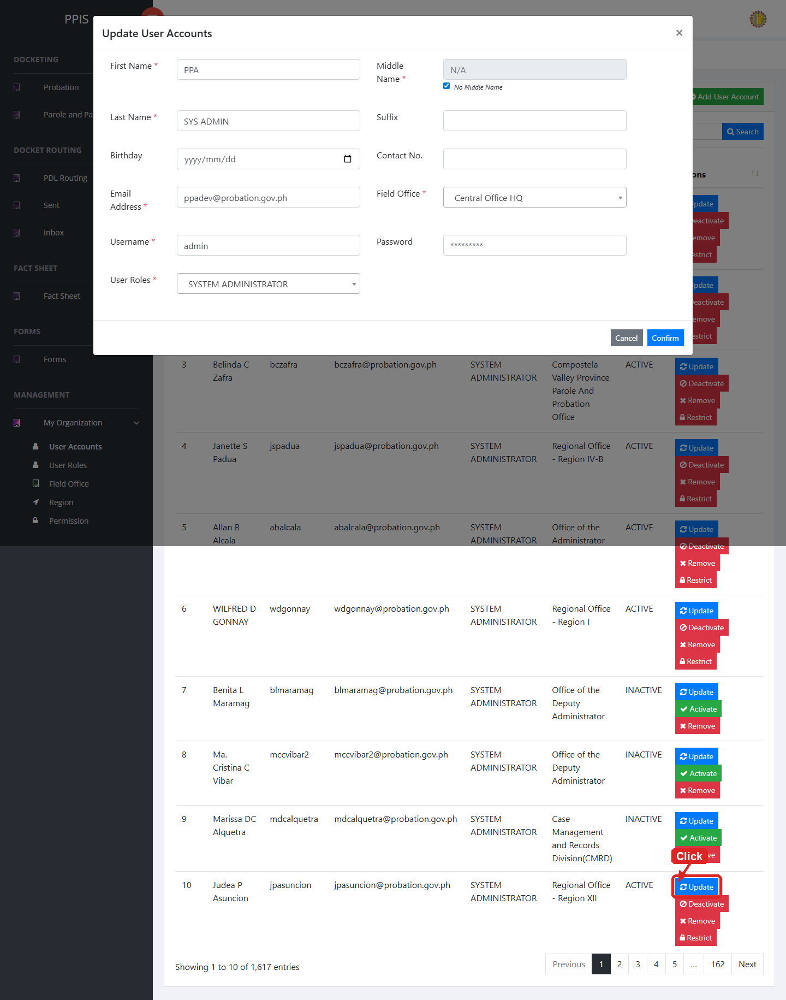 PPIS
Update User Accounts
×
DOCKETING
Probation
Parole and Pa
DOCKET ROUTING
PDL Routing
Sent
Inbox
FACT SHEET
Fact Sheet
FORMS
Forms
MANAGEMENT
My Organization
User Accounts
User Roles
Field Office
Region
Permission
First Name *
PPA
Middle
Name *
N/A
No Middle Name
Last Name *
SYS ADMIN
Suffix
Birthday
yyyy/mm/dd
Contact No.
Email
Address *
ppadev@probation.gov.ph
Field Office *
Central Office HQ
Username *
admin
Password
*********
User Roles *
SYSTEM ADMINISTRATOR
Cancel
Confirm
Add User Account
Search
ons
pdate
Deactivate
emove
estrict
pdate
Deactivate
emove
estrict
3 Belinda C bczafra bczafra@probation.gov.ph SYSTEM Compostela ACTIVE Update
Zafra ADMINISTRATOR Valley Province Deactivate
Parole And
Probation Remove
Office Restrict
4 Janette S jspadua jspadua@probation.gov.ph SYSTEM Regional Office ACTIVE Update
Padua ADMINISTRATOR - Region IV-B Deactivate
Remove
Restrict
5 Allan B abalcala abalcala@probation.gov.ph SYSTEM Office of the ACTIVE Update
Alcala ADMINISTRATOR Administrator Deactivate
Remove
Restrict
6 WILFRED D wdgonnay wdgonnay@probation.gov.ph SYSTEM Regional Office ACTIVE Update
GONNAY ADMINISTRATOR - Region I Deactivate
Remove
Restrict
7 Benita L blmaramag blmaramag@probation.gov.ph SYSTEM Office of the INACTIVE Update
Maramag ADMINISTRATOR Deputy Activate
Administrator Remove
8 Ma. mccvibar2 mccvibar2@probation.gov.ph SYSTEM Office of the INACTIVE Update
Cristina C ADMINISTRATOR Deputy Activate
Vibar Administrator Remove
9 Marissa DC mdcalquetra mdcalquetra@probation.gov.ph SYSTEM Case INACTIVE Update
Alquetra ADMINISTRATOR Management Activate
and Records
Division(CMRD) ve
Click
10 Judea P jpasuncion jpasuncion@probation.gov.ph SYSTEM Regional Office ACTIVE Update
Asuncion ADMINISTRATOR - Region XII Deactivate
Remove
Restrict
Showing 1 to 10 of 1,617 entries
Previous 1 2 3 4 5 ... 162 Next